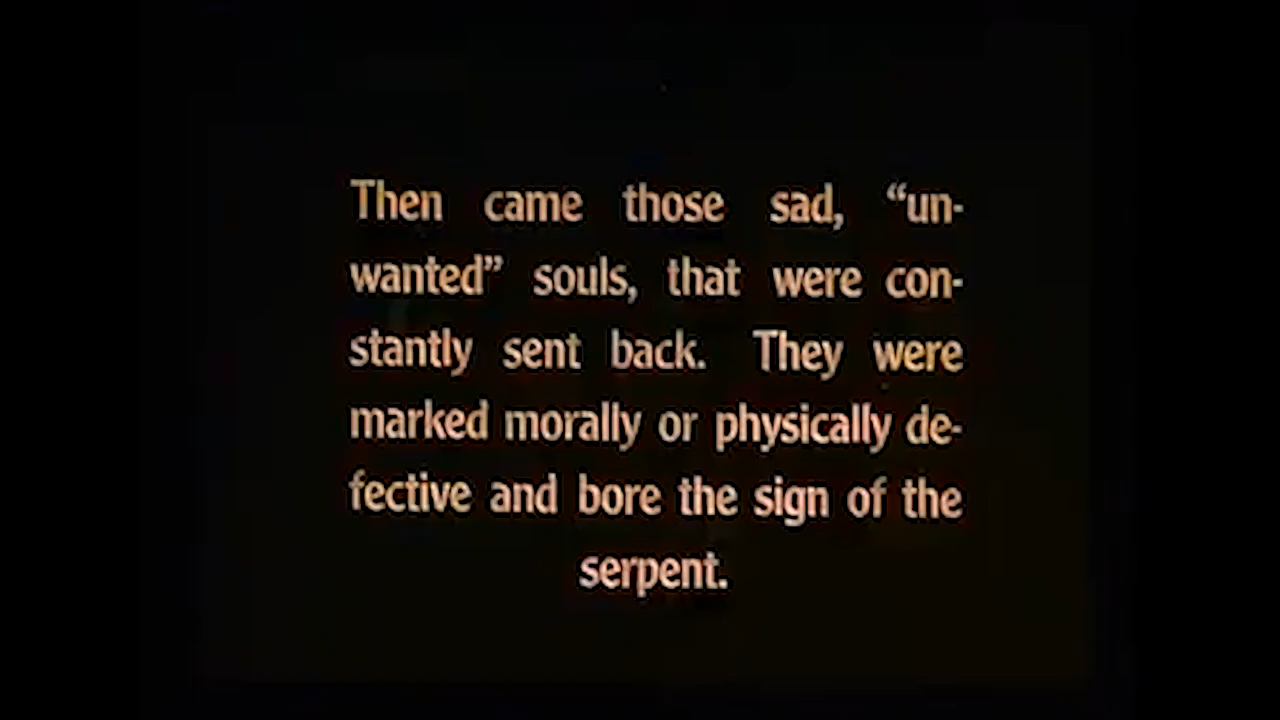 Then came those sad, “un-
wanted” souls, that were con-
stantly sent back. They were
marked morally or physically de-
fective and bore the sign of the
serpent.